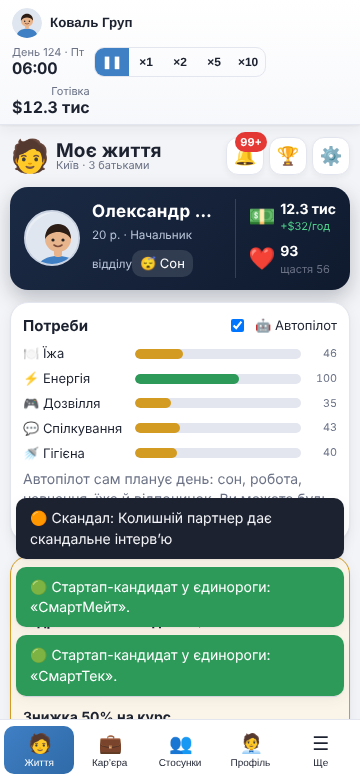 Коваль Груп
День 124 · Пт
06:00
×1 ×2 ×5 ×10
Готівка
$12.3 тис
Моє життя
Київ · З батьками
99+
Олександр ...
20 р. · Начальник
відділу 😴 Сон
12.3 тис
+$32/год
93
щастя 56
Потреби
🤖 Автопілот
🍽️ Їжа 46
⚡ Енергія 100
🎮 Дозвілля 35
💬 Спілкування 43
🚿 Гігієна 40
Автопілот сам планує день: сон, робота,
🟠 Скандал: Колишній партнер дає
скандальне інтерв'ю
🟢 Стартап-кандидат у єдинороги:
«СмартМейт».
🟢 Стартап-кандидат у єдинороги:
«СмартТек».
Знижка 50% на курс
Життя
Кар'єра
Стосунки
Профіль
Ще